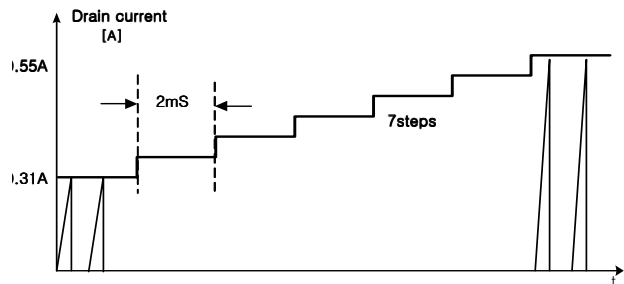 Drain current
[A]
).55A
2mS
7steps
).31A
t